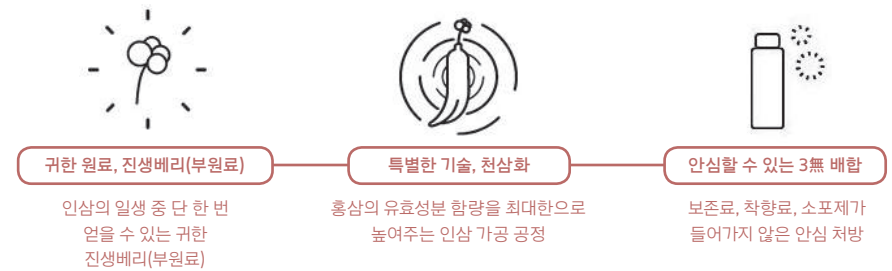 귀한 원료, 진생베리(부원료)
인삼의 일생 중 단 한 번
얻을 수 있는 귀한
진생베리(부원료)
특별한 기술, 천삼화
홍삼의 유효성분 함량을 최대한으로
높여주는 인삼 가공 공정
안심할 수 있는 3無 배합
보존료, 착향료, 소포제가
들어가지 않은 안심 처방